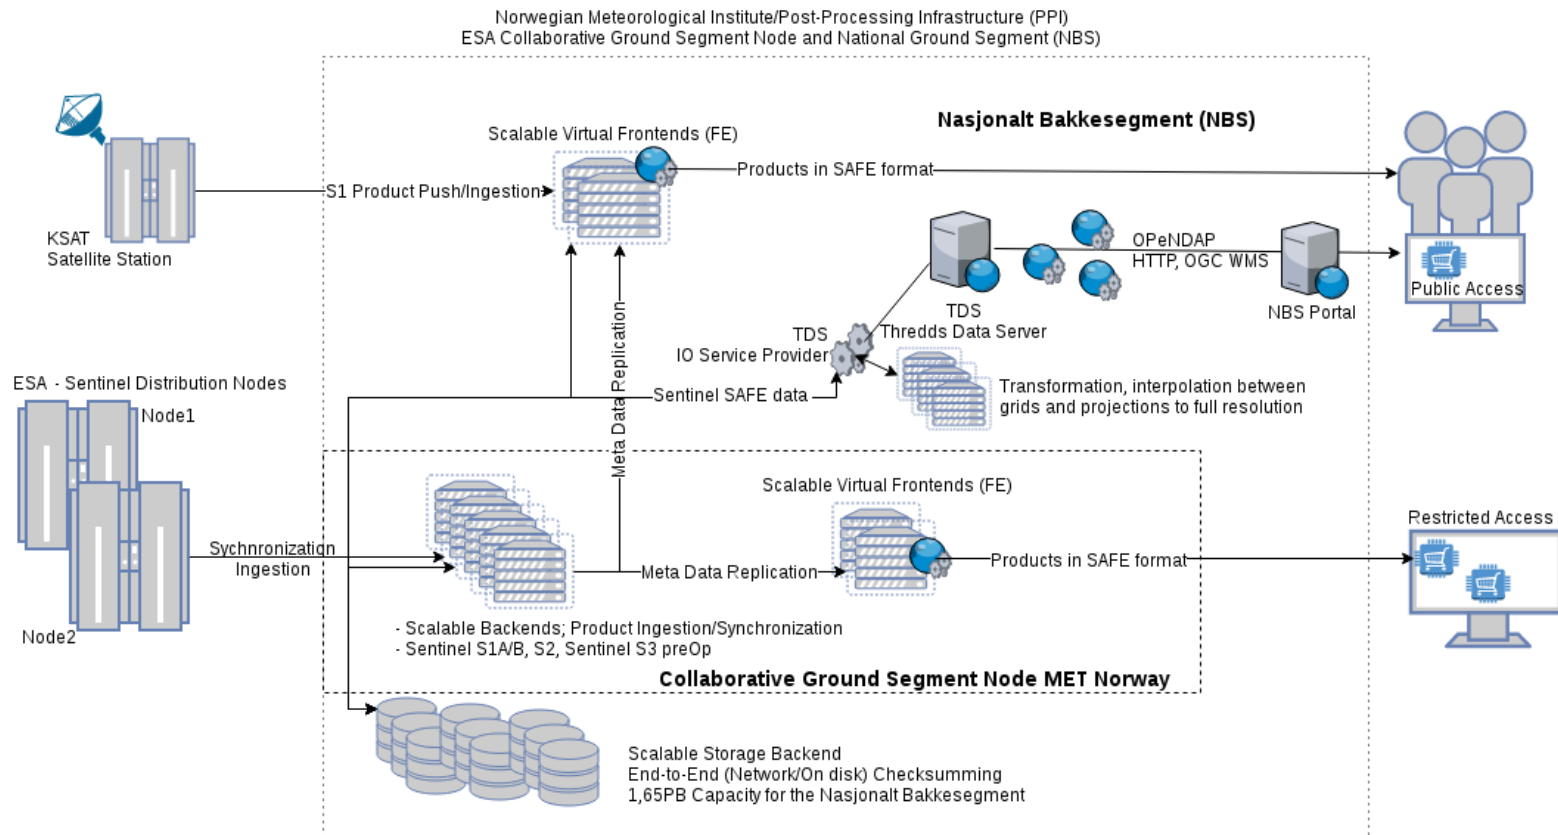 Norwegian Meteorological Institute/Post-Processing Infrastructure (PPI)
ESA Collaborative Ground Segment Node and National Ground Segment (NBS)
Nasjonalt Bakkesegment (NBS)
Scalable Virtual Frontends (FE)
Products in SAFE format
S1 Product Push/Ingestion
KSAT
Satellite Station
OPeNDAP
HTTP, OGC WMS
Public Access
TDS
Thredds Data Server
NBS Portal
TDS
IO Service Provider
Meta Data Replication
ESA - Sentinel Distribution Nodes
Node1
Sentinel SAFE data
Transformation, interpolation between
grids and projections to full resolution
Scalable Virtual Frontends (FE)
Restricted Access
Sychnronization
Ingestion
Meta Data Replication
Products in SAFE format
Node2
- Scalable Backends; Product Ingestion/Synchronization
- Sentinel S1A/B, S2, Sentinel S3 preOp
Collaborative Ground Segment Node MET Norway
Scalable Storage Backend
End-to-End (Network/On disk) Checksumming
1,65PB Capacity for the Nasjonalt Bakkesegment